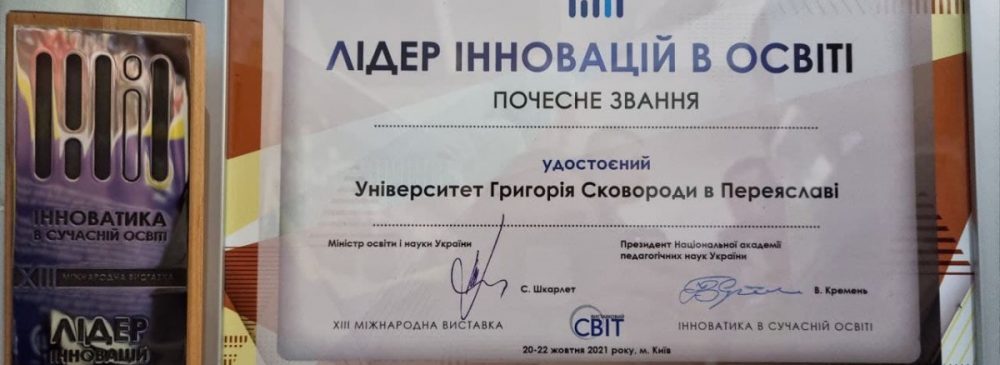 ІННОВАТИКА
В СУЧАСНІЙ ОСВІТІ
XIII МІЖНАРОДНА ВИСТАВКА
ЛІДЕР
ІННОВАЦІЙ
ЛІДЕР ІННОВАЦІЙ В ОСВІТІ
ПОЧЕСНЕ ЗВАННЯ
удостоєний
Університет Григорія Сковороди в Переяславі
Міністр освіти і науки України
С. Шкарлет
Президент Національної академії
педагогічних наук України
В. Кремень
XIII МІЖНАРОДНА ВИСТАВКА
ВИСТАВКОВИЙ
СВІТ
ІННОВАТИКА В СУЧАСНІЙ ОСВІТІ
20-22 жовтня 2021 року, м. Київ